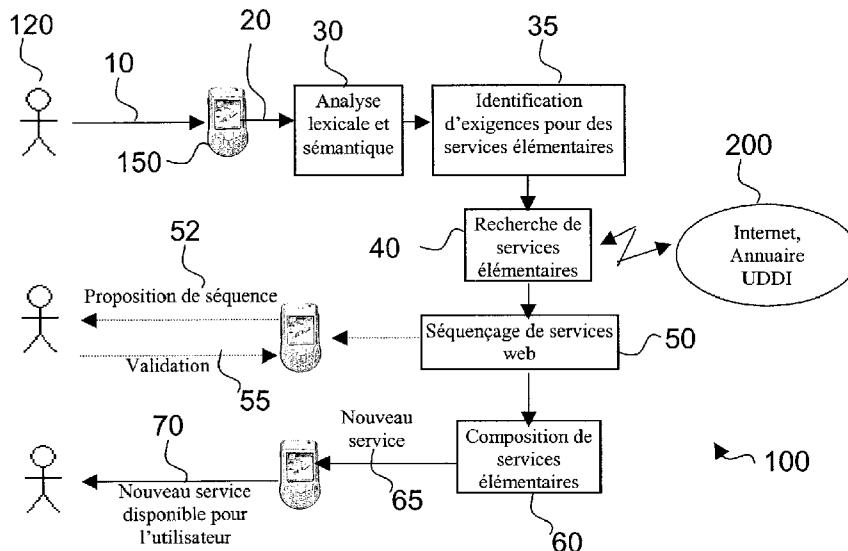 120
10
20
30
35
Analyse
lexicale et
sémantique
Identification
d'exigences pour des
services élémentaires
150
200
Recherche de
services
élémentaires
40
Internet,
Annuaire
UDDI
52
Proposition de séquence
Validation
55
Séquençage de services
web
50
70
Nouveau
service
65
Composition de
services
élémentaires
60
100
Nouveau service
disponible pour
l'utilisateur